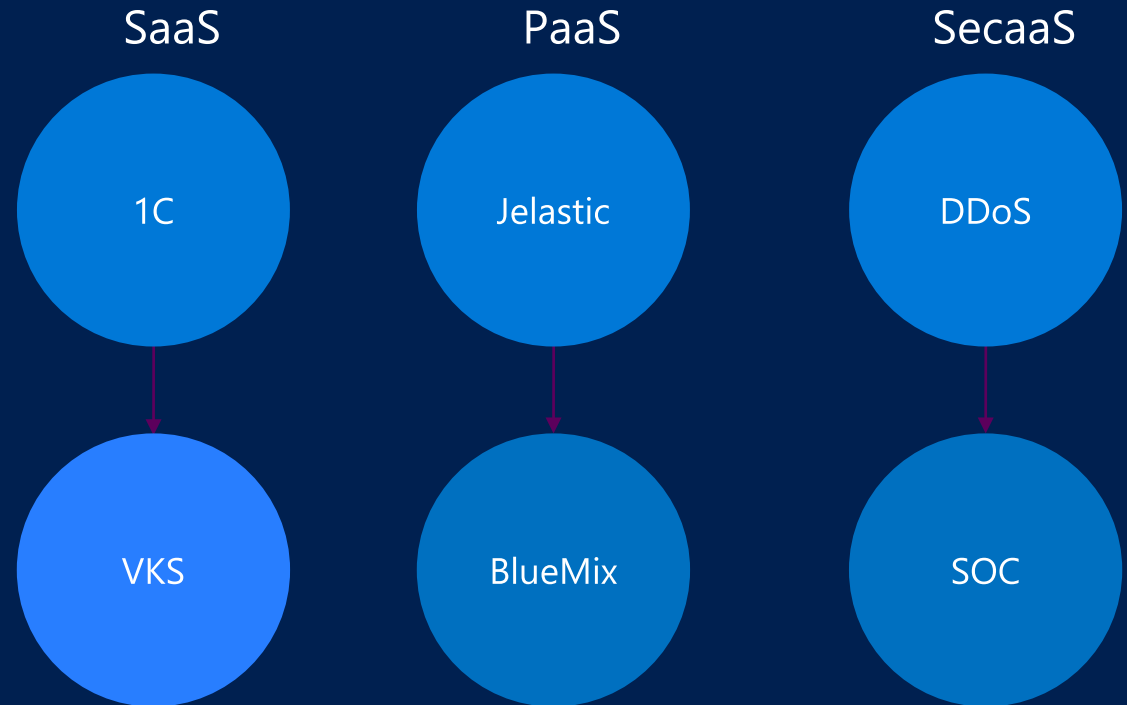 SaaS
PaaS
SecaaS
1C
Jelastic
DDoS
VKS
BlueMix
SOC